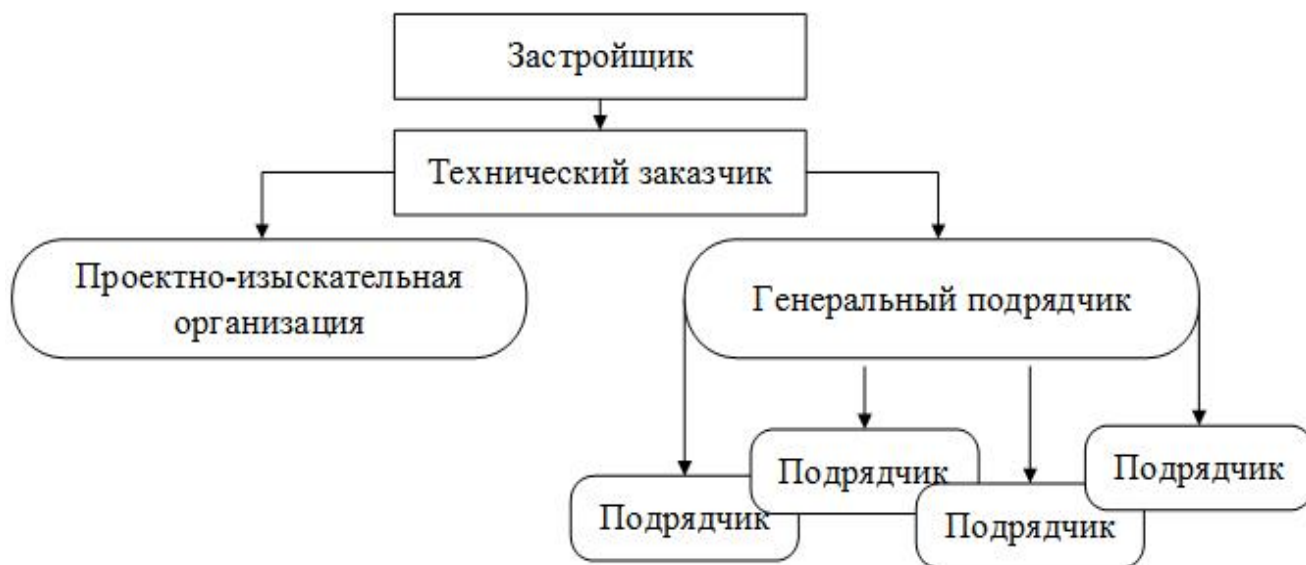 Застройщик
Технический заказчик
Проектно-изыскательная
организация
Генеральный подрядчик
Подрядчик
Подрядчик
Подрядчик
Подрядчик